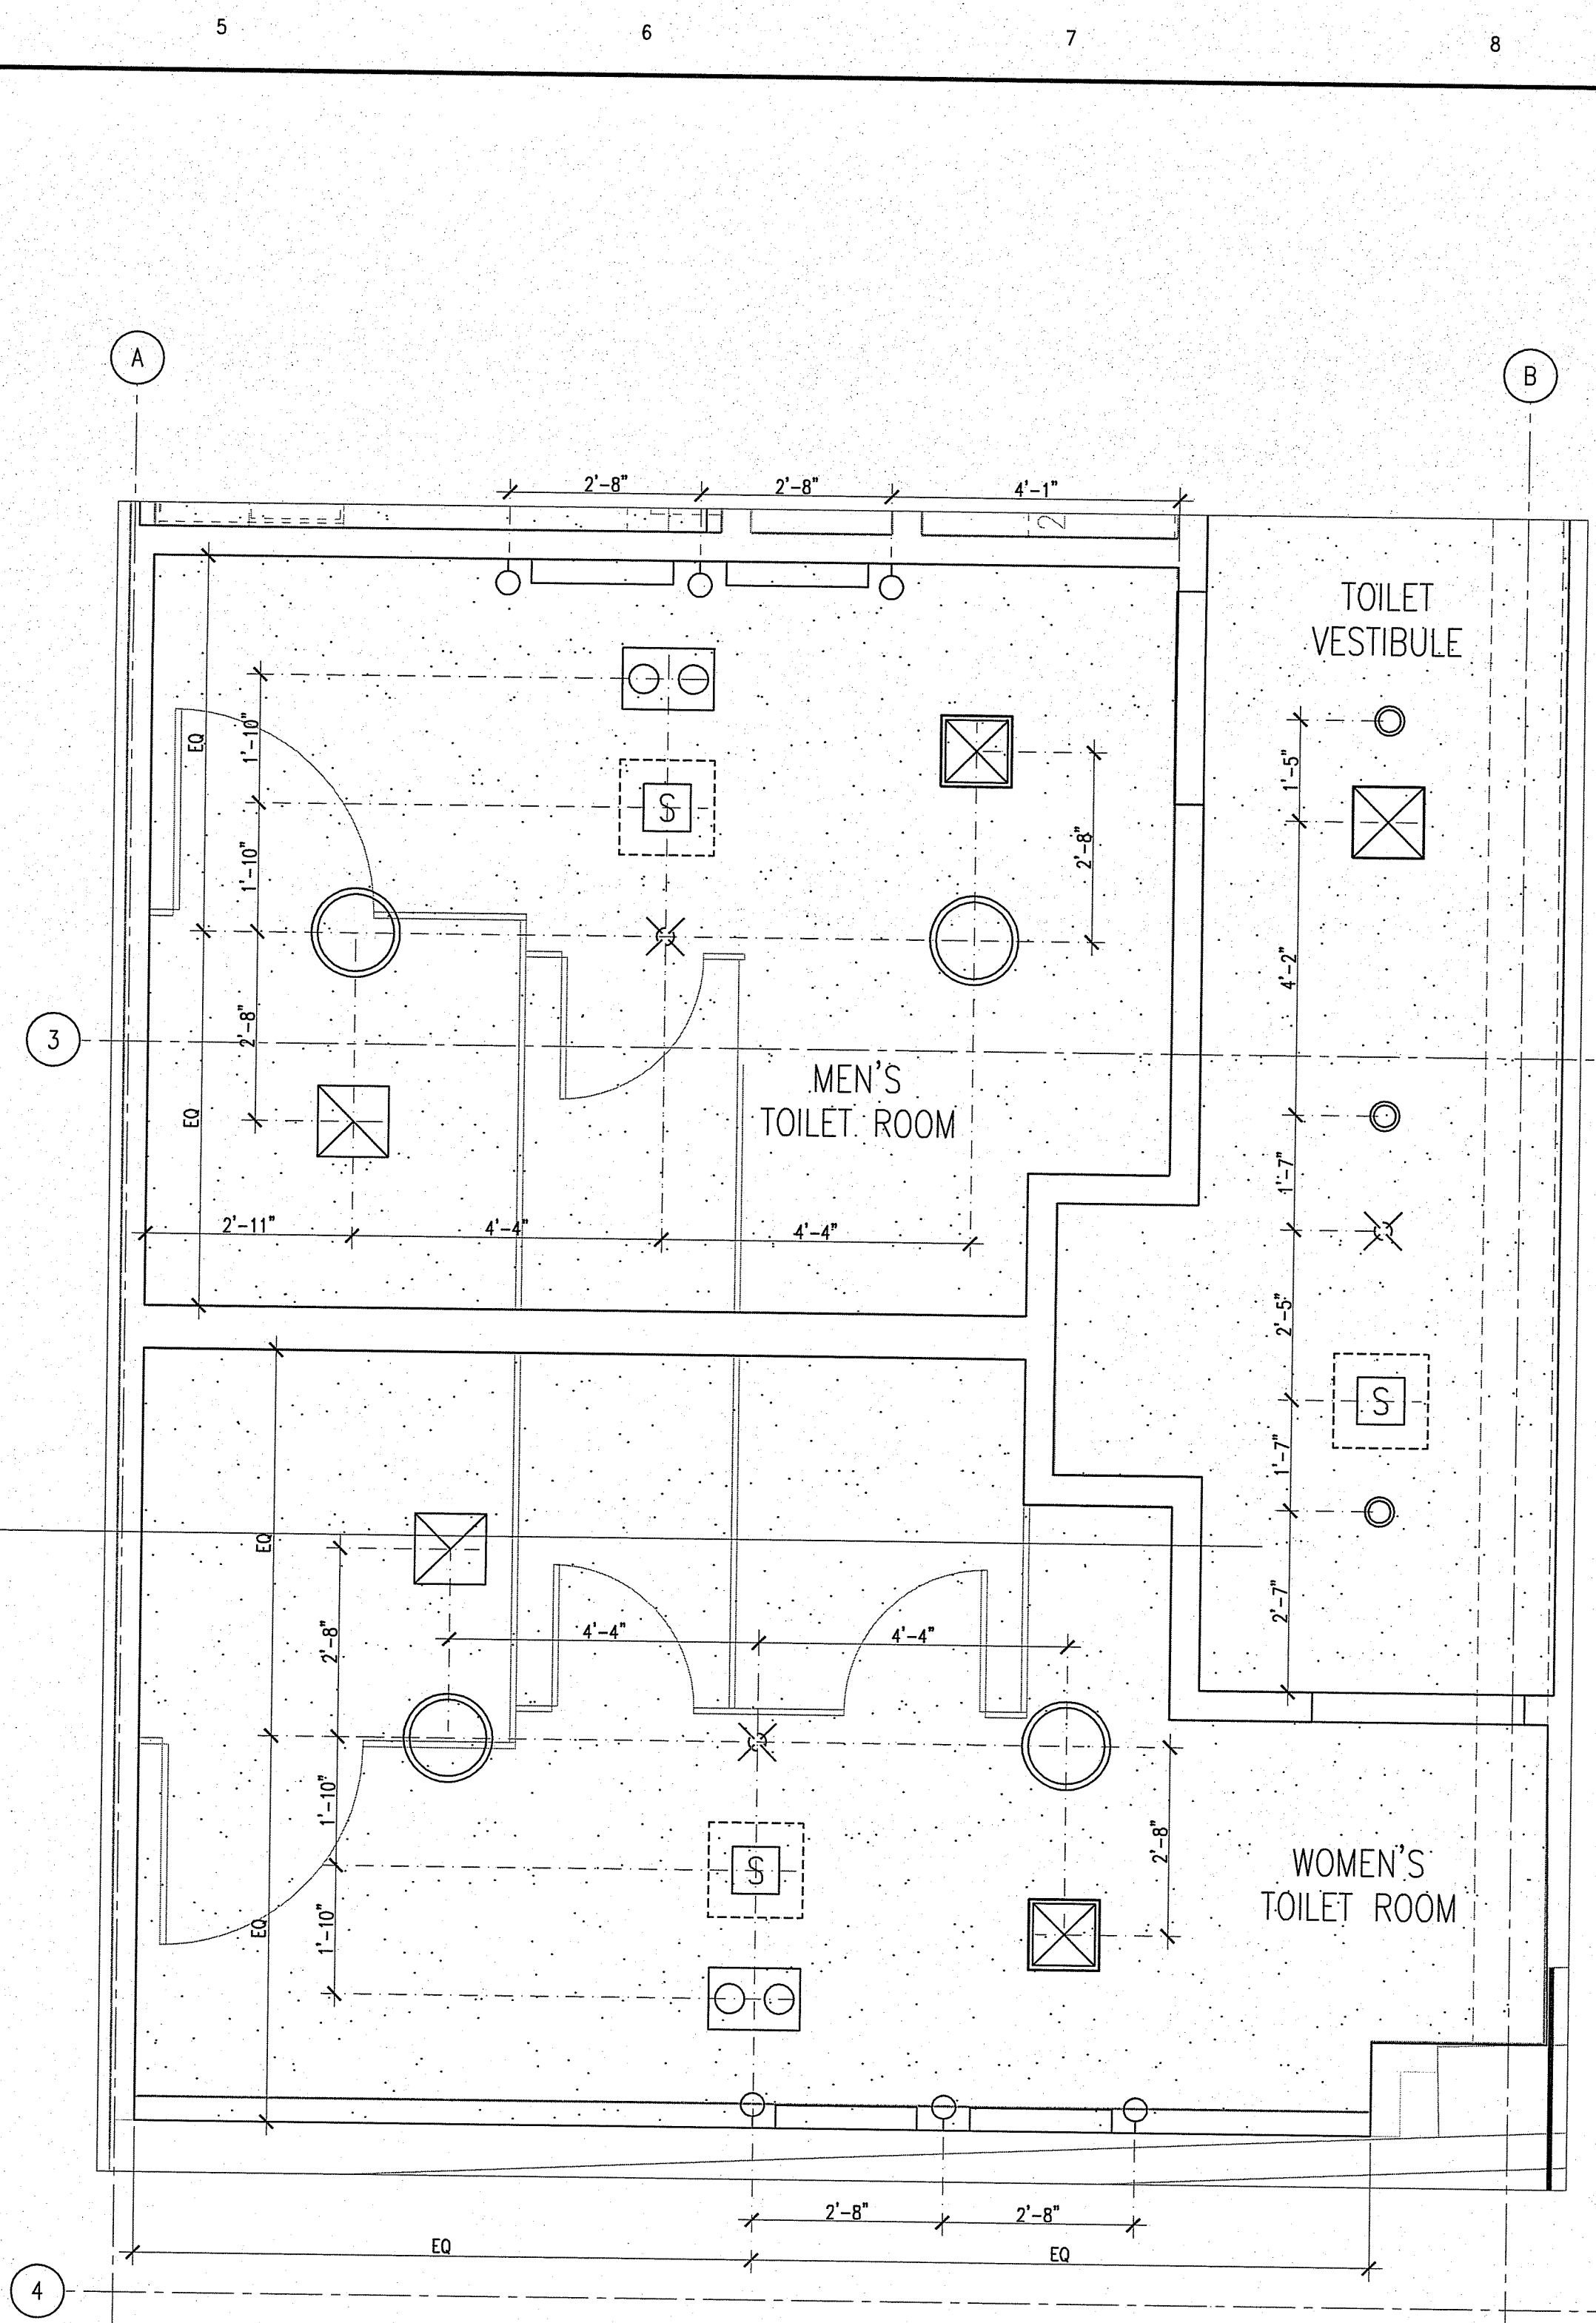 5 6 7 8
A
B
2'-8" 2'-8" 4'-1"
2
TOILET
VESTIBULE
EQ
1'-10"
1'-5"
S
2'-8"
1'-10"
4'-2"
2'-8"
3
MEN'S
TOILET ROOM
EQ
1'-7"
2'-11" 4'-4" 4'-4"
2'-5"
S
1'-7"
EQ
2'-7"
2'-8"
4'-4" 4'-4"
1'-10"
2'-8"
S
WOMEN'S
TOILET ROOM
EQ
1'-10"
2'-8" 2'-8"
EQ EQ
4